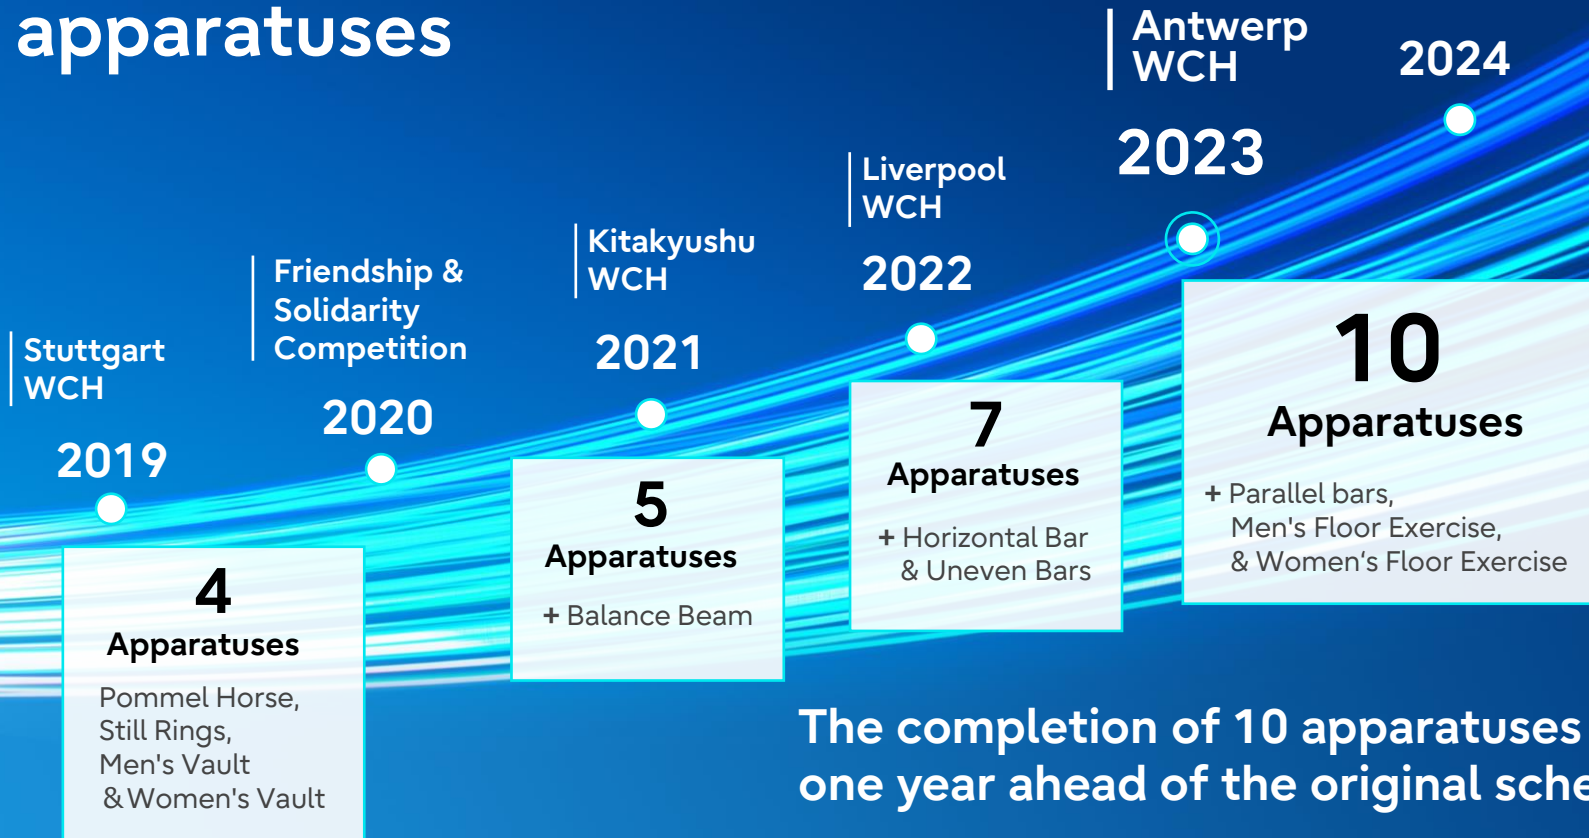 apparatuses
Stuttgart
WCH
2019
4
Apparatuses
Pommel Horse,
Still Rings,
Men's Vault
& Women's Vault
Friendship &
Solidarity
Competition
2020
Kitakyushu
WCH
2021
5
Apparatuses
+ Balance Beam
Liverpool
WCH
2022
7
Apparatuses
+ Horizontal Bar
& Uneven Bars
Antwerp
WCH
2023
10
Apparatuses
+ Parallel bars,
Men's Floor Exercise,
& Women‘s Floor Exercise
2024
The completion of 10 apparatuses
one year ahead of the original